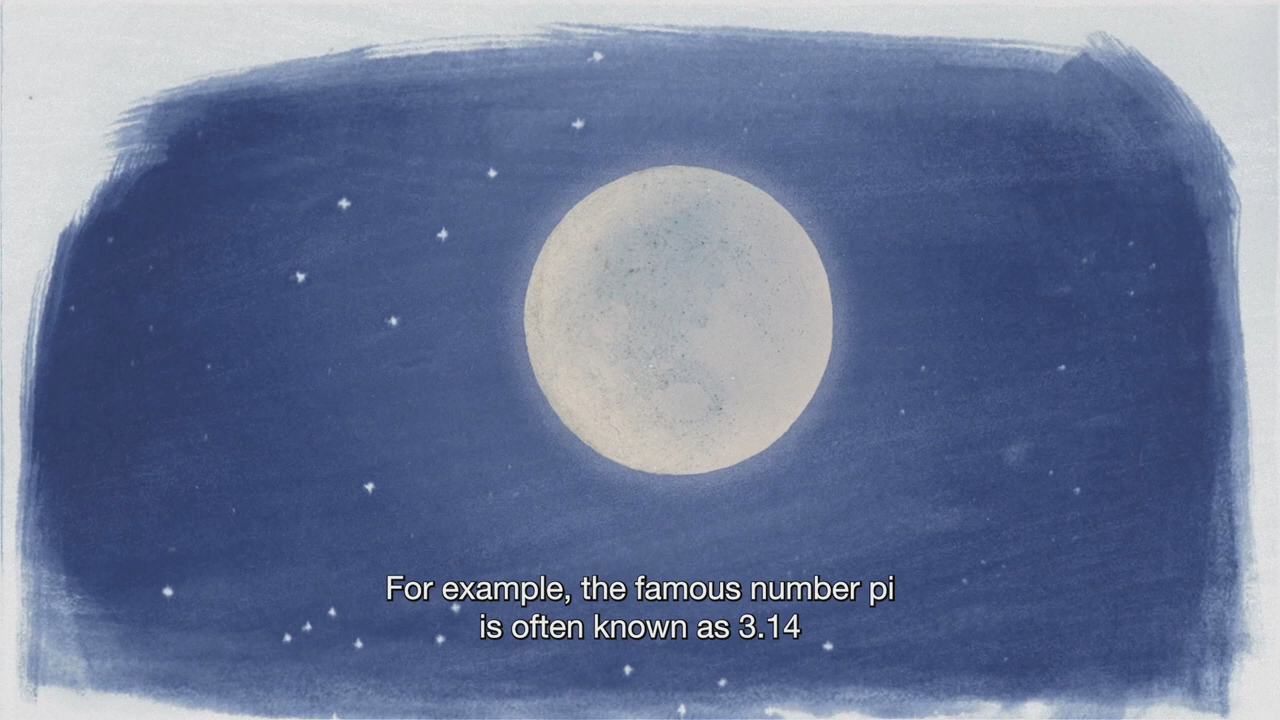 For example, the famous number pi
is often known as 3.14